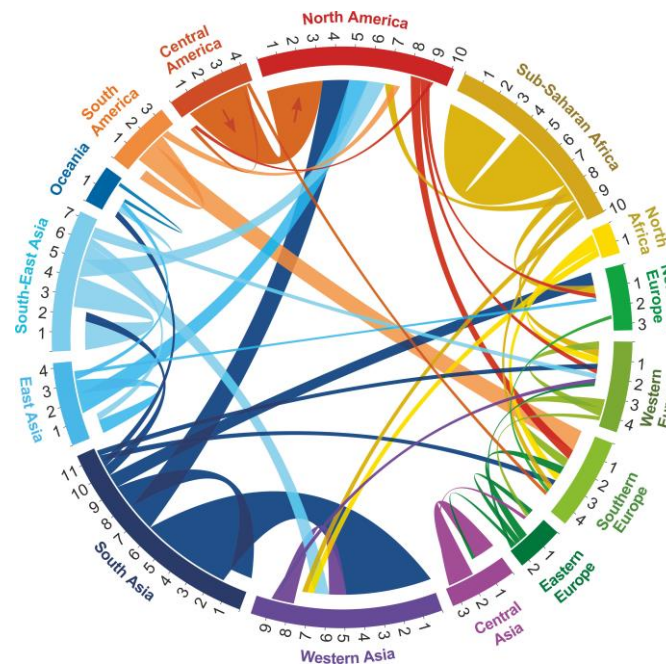 North America
1 2 3 4 5 6 7 8 9 10
Sub-Saharan Africa
1 2 3 4 5 6 7 8 9 10
North
Africa
1
Europe
1 2 3
Western
1 2 3 4
Southern
Europe
1 2 3 4
Eastern
Europe
1 2
Central
Asia
1 2 3
Western Asia
1 2 3 4 5 6 7 8 9
South Asia
1 2 3 4 5 6 7 8 9 10 11
East Asia
1 2 3 4
South-East Asia
1 2 3 4 5 6 7
Oceania
1
South
America
1 2 3
Central
America
1 2 3 4